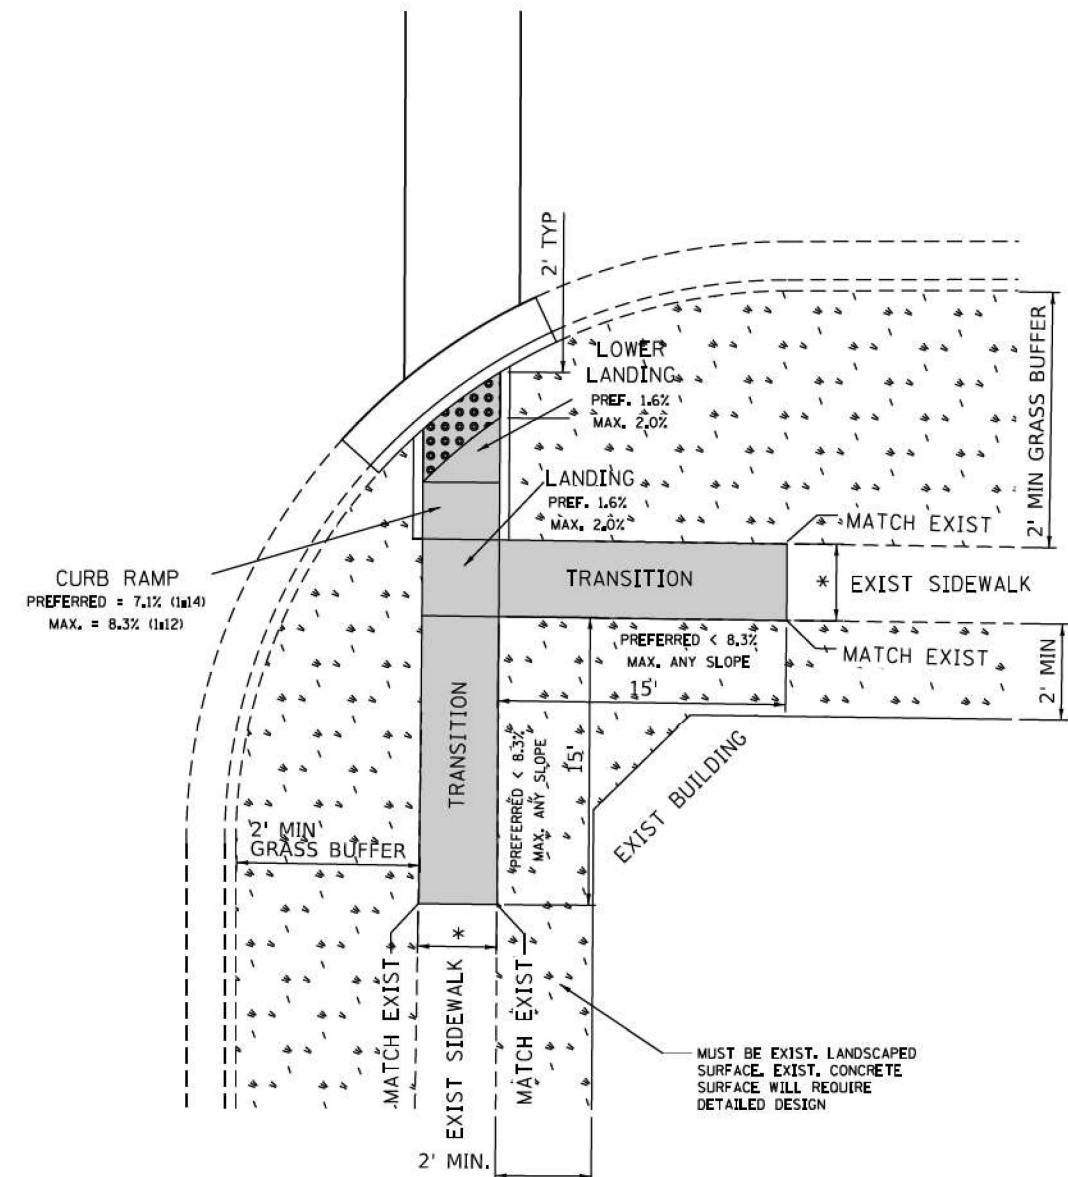 2' TYP
LOWER
LANDING
PREF. 1.6%
MAX. 2.0%
2' MIN GRASS BUFFER
LANDING
PREF. 1.6%
MAX. 2.0%
MATCH EXIST
CURB RAMP
PREFERRED = 7.1% (1:14)
MAX. = 8.3% (1:12)
TRANSITION
* EXIST SIDEWALK
PREFERRED < 8.3%
MAX. ANY SLOPE
MATCH EXIST
15'
2' MIN
TRANSITION
PREFERRED < 8.3%
MAX. ANY SLOPE
15'
EXIST BUILDING
2' MIN
GRASS BUFFER
*
MATCH EXIST
EXIST SIDEWALK
MATCH EXIST
MUST BE EXIST. LANDSCAPED
SURFACE. EXIST. CONCRETE
SURFACE WILL REQUIRE
DETAILED DESIGN
2' MIN.